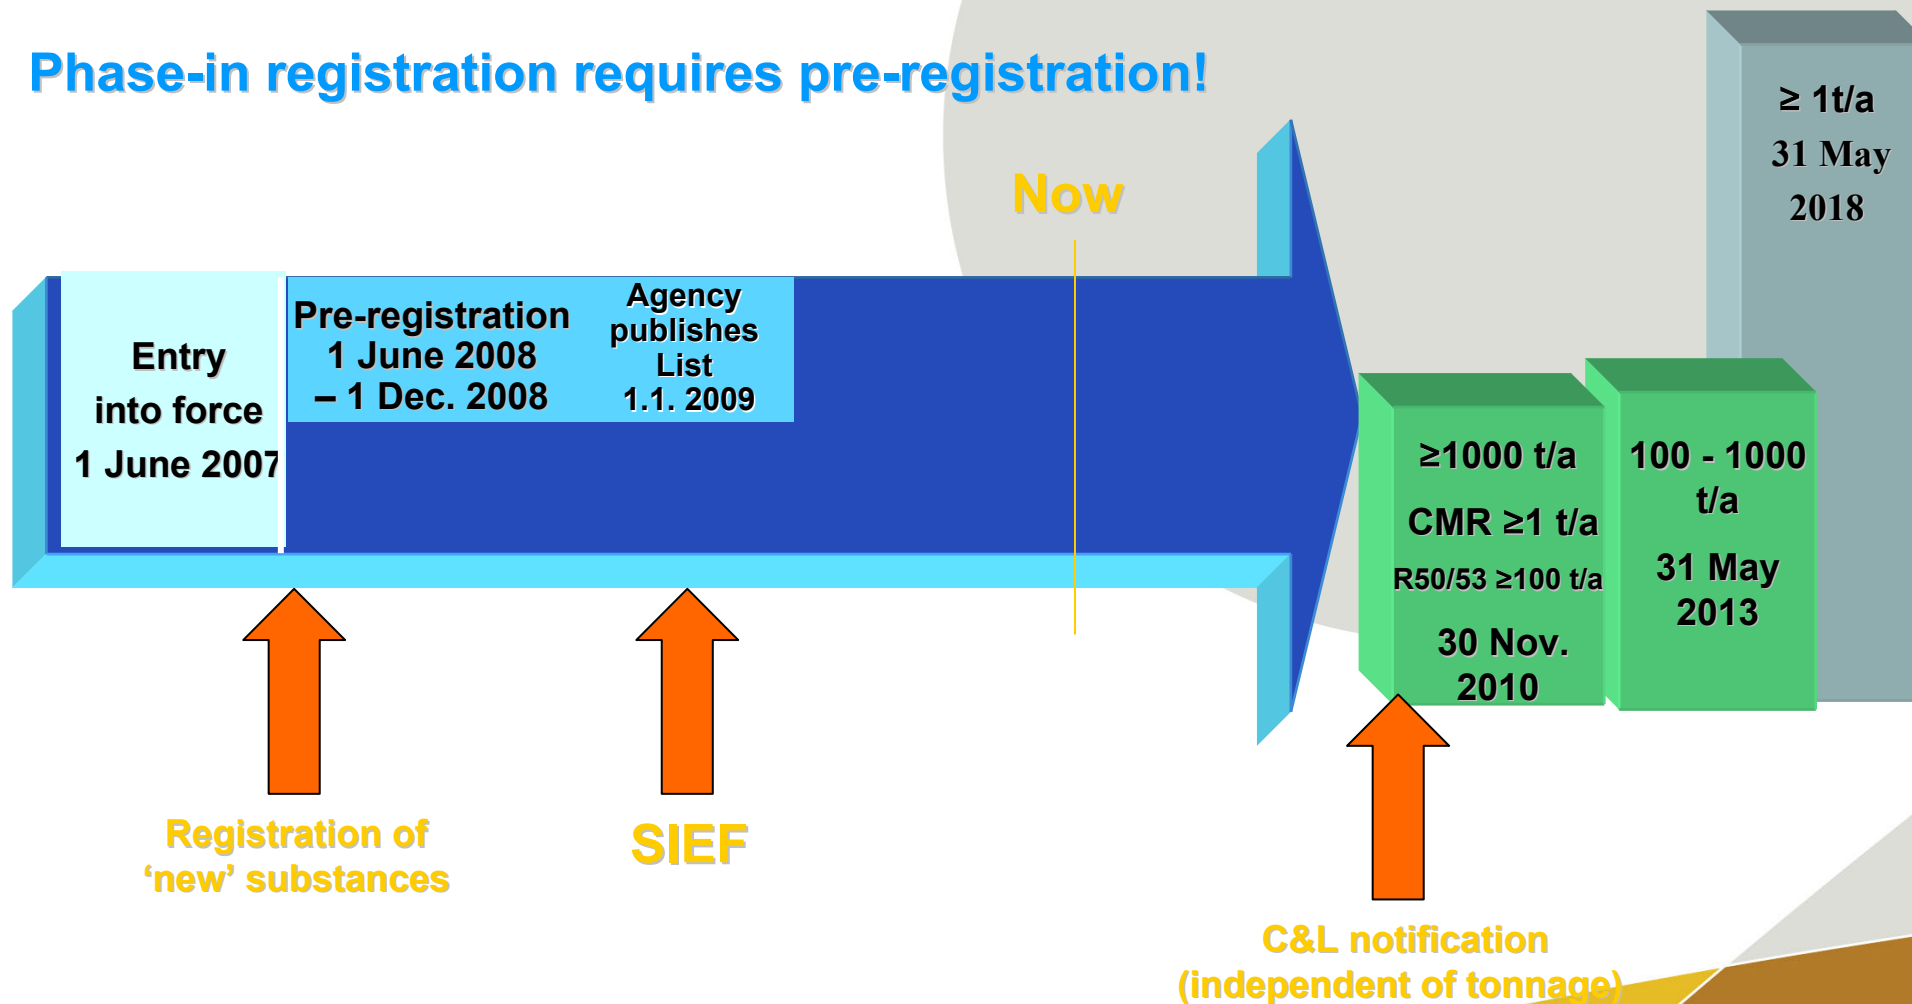 Phase-in registration requires pre-registration!
Now
Entry
into force
1 June 2007
Pre-registration
1 June 2008
– 1 Dec. 2008
Agency
publishes
List
1.1. 2009
≥1000 t/a
CMR ≥1 t/a
R50/53 ≥100 t/a
30 Nov.
2010
100 - 1000
t/a
31 May
2013
≥ 1t/a
31 May
2018
Registration of
‘new’ substances
SIEF
C&L notification
(independent of tonnage)